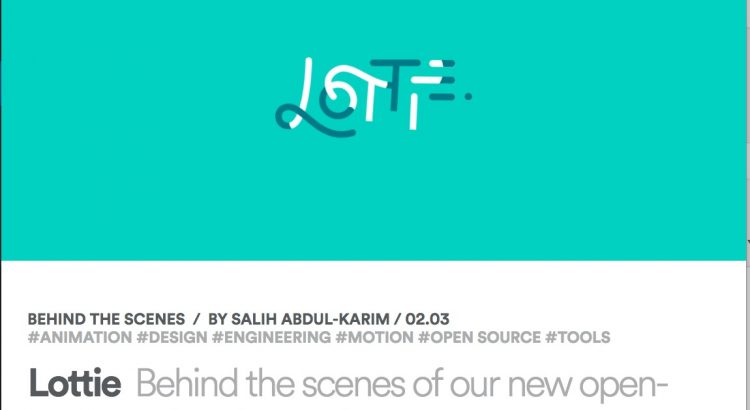 LOTTIE.
BEHIND THE SCENES / BY SALIH ABDUL-KARIM / 02.03
#ANIMATION #DESIGN #ENGINEERING #MOTION #OPEN SOURCE #TOOLS
Lottie Behind the scenes of our new open-